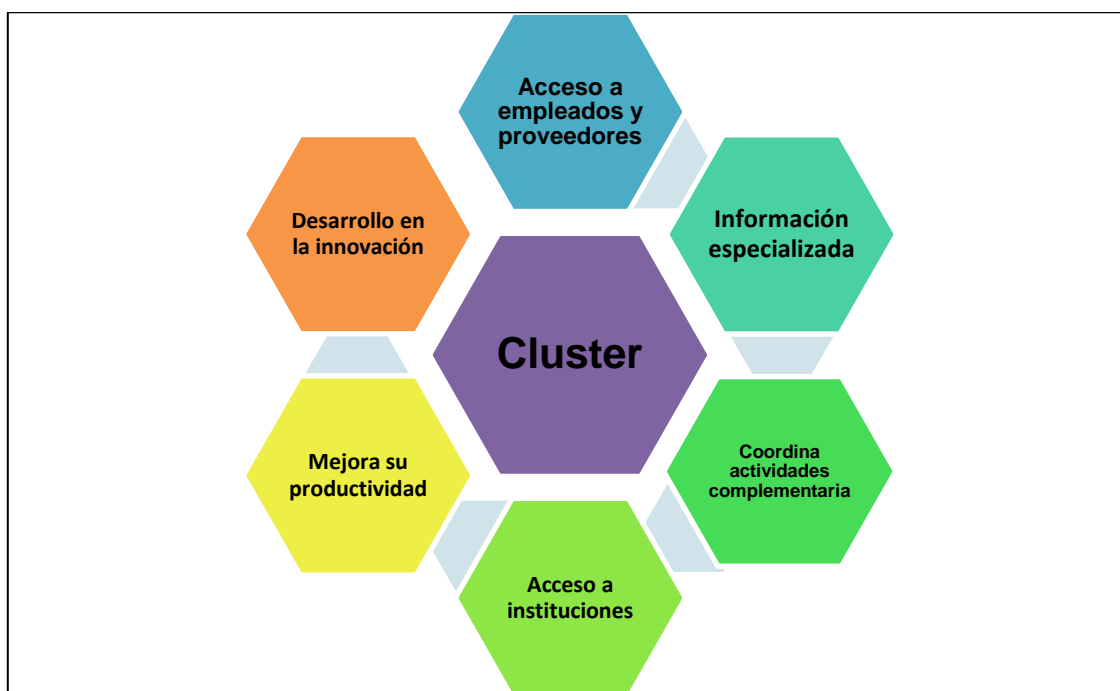 Acceso a
empleados y
proveedores
Información
especializada
Coordina
actividades
complementaria
Acceso a
instituciones
Mejora su
productividad
Desarrollo en
la innovación
Cluster